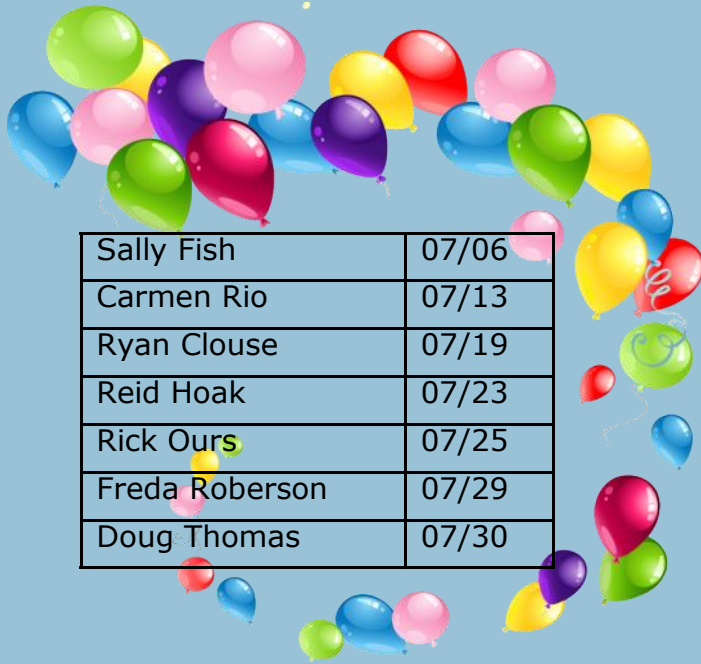 Sally Fish 07/06
Carmen Rio 07/13
Ryan Clouse 07/19
Reid Hoak 07/23
Rick Ours 07/25
Freda Roberson 07/29
Doug Thomas 07/30